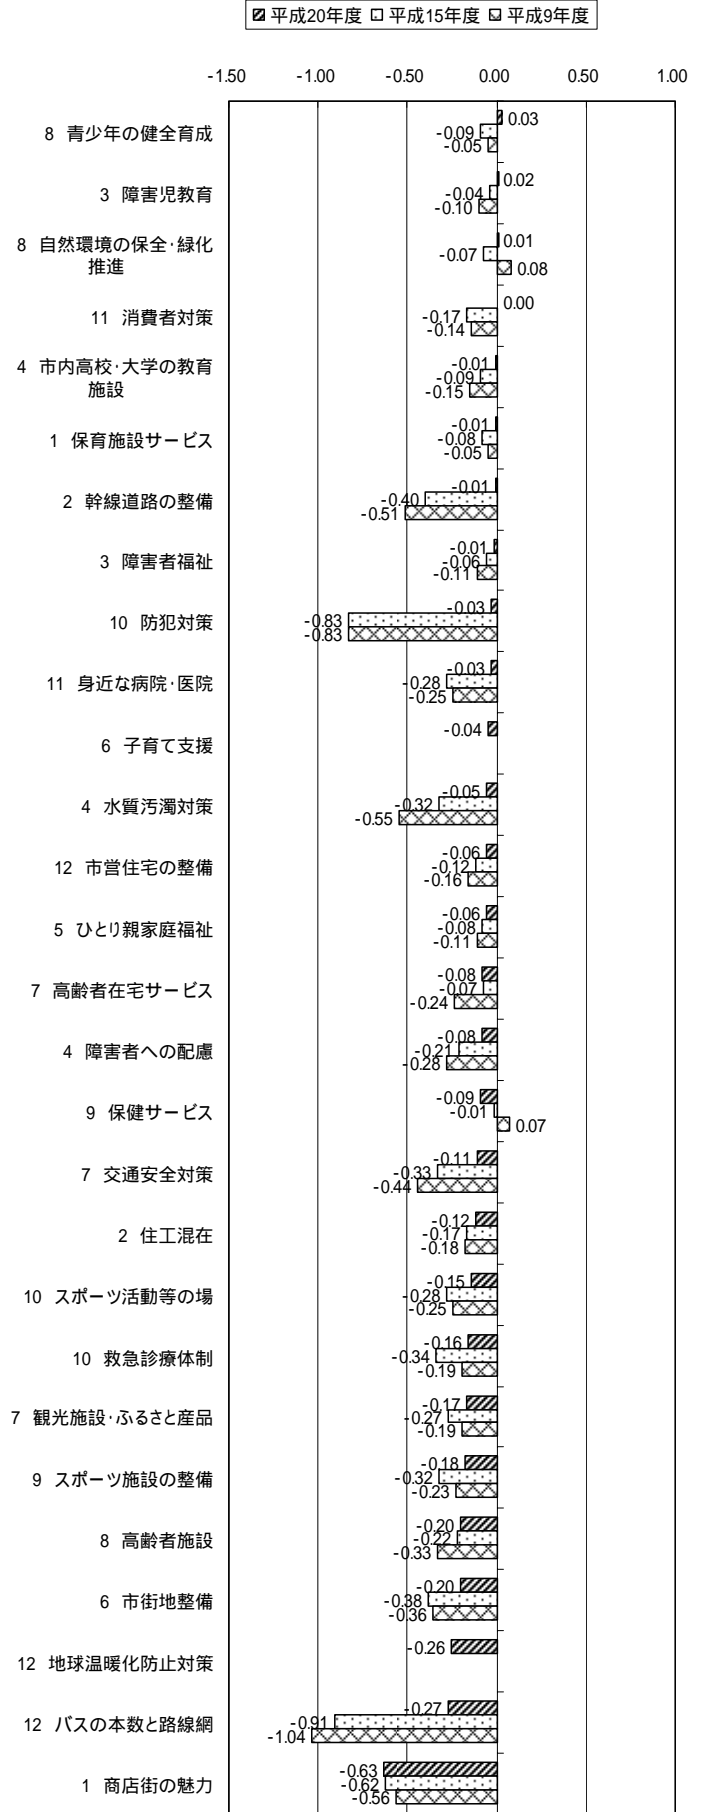 平成20年度 平成15年度 平成9年度
-1.50 -1.00 -0.50 0.00 0.50 1.00
8 青少年の健全育成
0.03
-0.09
-0.05
3 障害児教育
0.02
-0.04
-0.10
8 自然環境の保全･緑化
推進
0.01
-0.07
0.08
11 消費者対策
0.00
-0.17
-0.14
4 市内高校･大学の教育
施設
-0.01
-0.09
-0.15
1 保育施設サービス
-0.01
-0.08
-0.05
2 幹線道路の整備
-0.01
-0.40
-0.51
3 障害者福祉
-0.01
-0.06
-0.11
10 防犯対策
-0.03
-0.83
-0.83
11 身近な病院･医院
-0.03
-0.28
-0.25
6 子育て支援
-0.04
4 水質汚濁対策
-0.05
-0.32
-0.55
12 市営住宅の整備
-0.06
-0.12
-0.16
5 ひとり親家庭福祉
-0.06
-0.08
-0.11
7 高齢者在宅サービス
-0.08
-0.07
-0.24
4 障害者への配慮
-0.08
-0.21
-0.28
9 保健サービス
-0.09
-0.01
0.07
7 交通安全対策
-0.11
-0.33
-0.44
2 住工混在
-0.12
-0.17
-0.18
10 スポーツ活動等の場
-0.15
-0.28
-0.25
10 救急診療体制
-0.16
-0.34
-0.19
7 観光施設･ふるさと産品
-0.17
-0.27
-0.19
9 スポーツ施設の整備
-0.18
-0.32
-0.23
8 高齢者施設
-0.20
-0.22
-0.33
6 市街地整備
-0.20
-0.38
-0.36
12 地球温暖化防止対策
-0.26
12 バスの本数と路線網
-0.27
-0.91
-1.04
1 商店街の魅力
-0.63
-0.62
-0.56